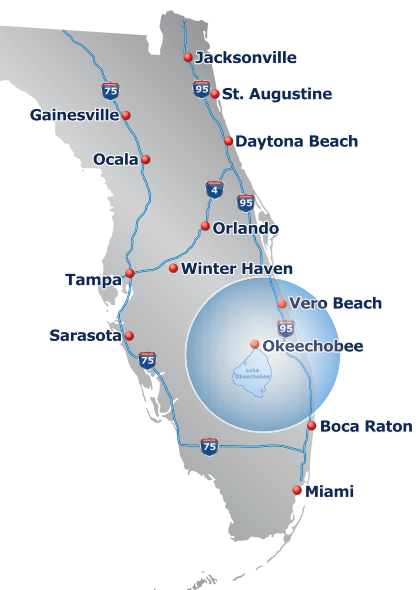 Jacksonville
95
75
St. Augustine
Gainesville
Daytona Beach
Ocala
4
95
Orlando
Winter Haven
Tampa
Vero Beach
95
Sarasota
Okeechobee
75
Lake
Okeechobee
Boca Raton
75
Miami